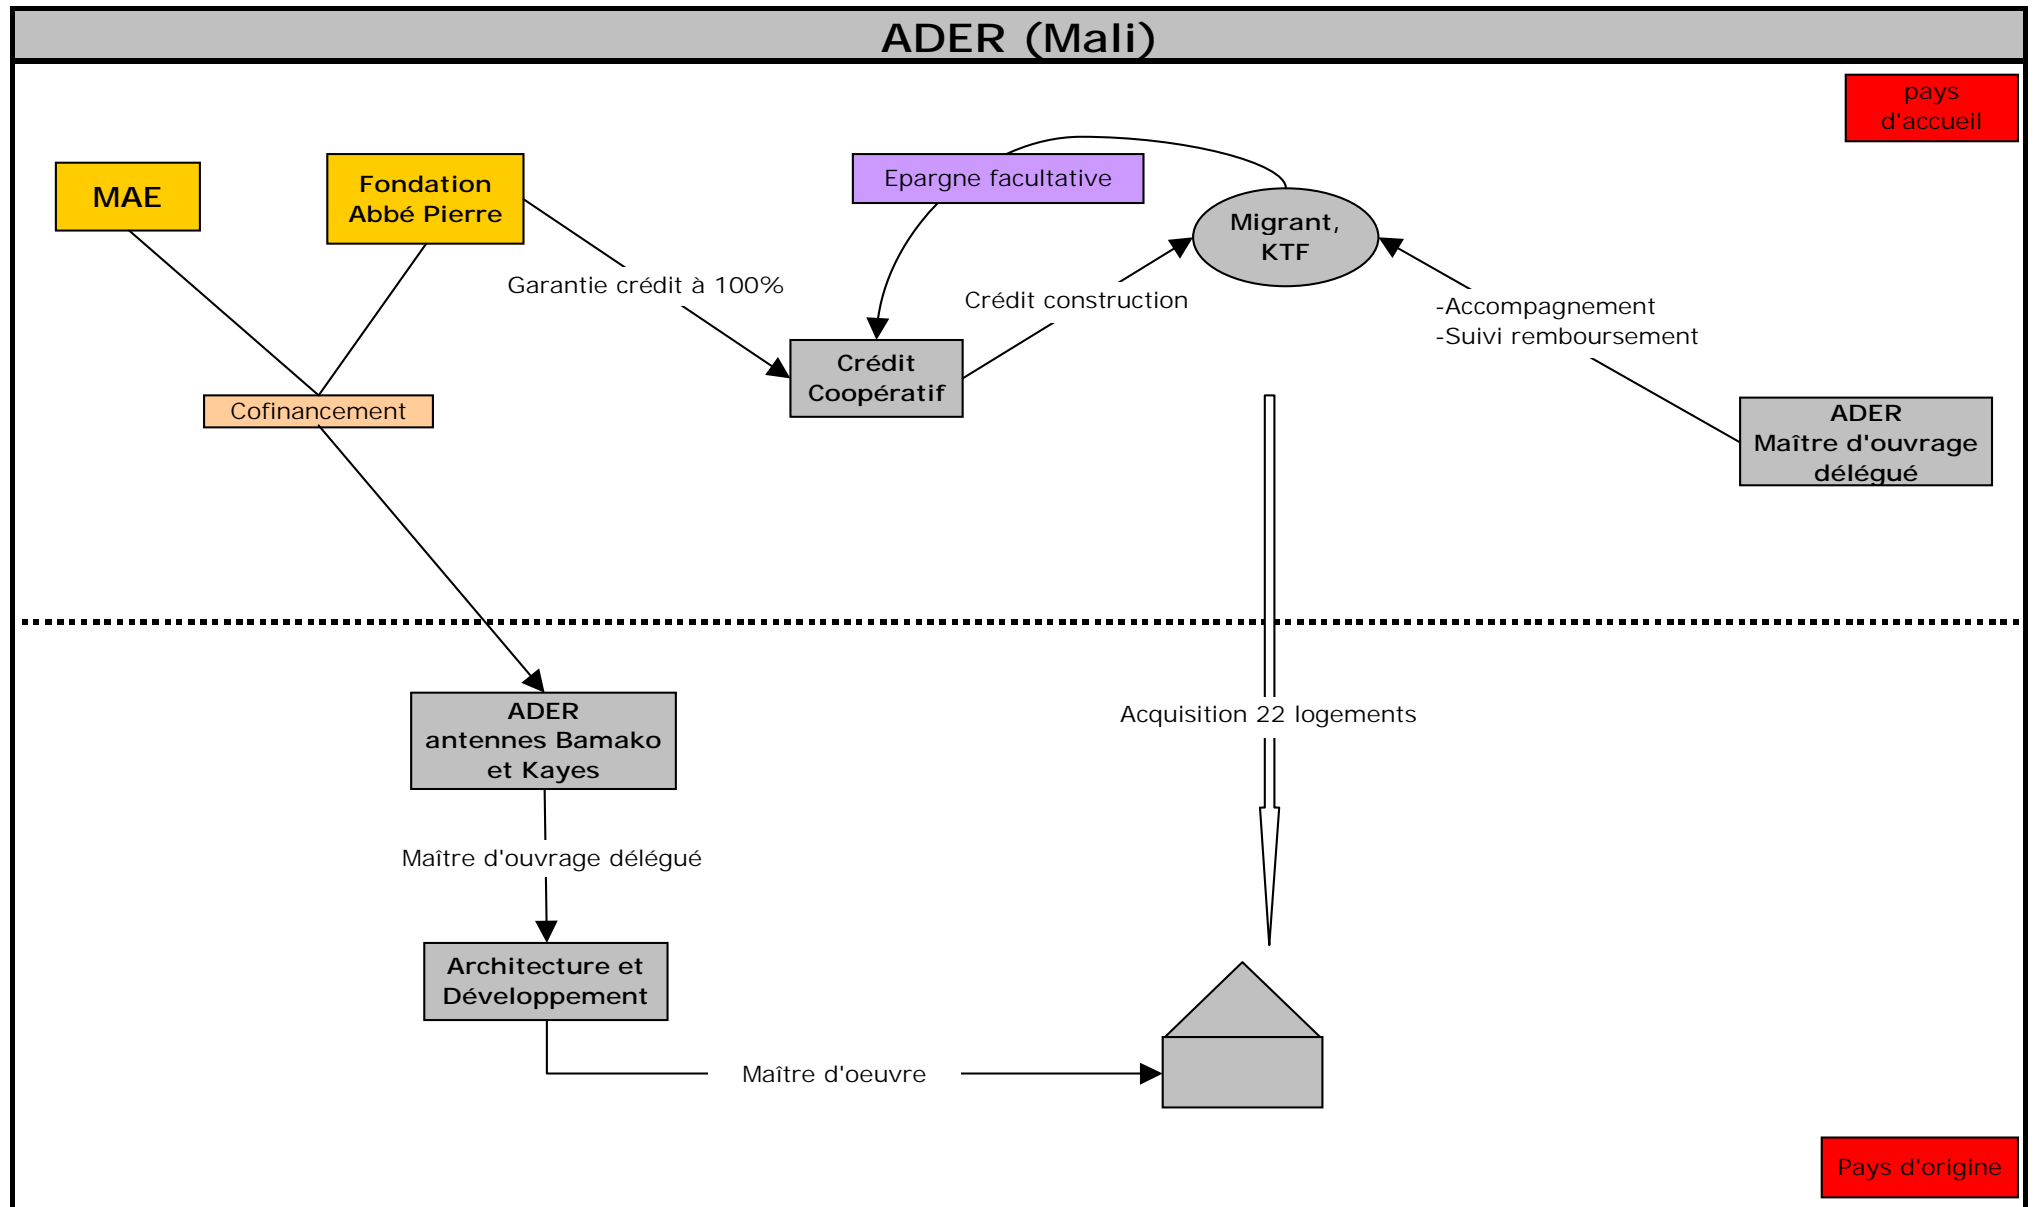 ADER (Mali)
pays
d'accueil
MAE
Fondation
Abbé Pierre
Epargne facultative
Migrant,
KTF
Garantie crédit à 100%
Crédit construction
-Accompagnement
-Suivi remboursement
Crédit
Coopératif
Cofinancement
ADER
Maître d'ouvrage
délégué
ADER
antennes Bamako
et Kayes
Acquisition 22 logements
Maître d'ouvrage délégué
Architecture et
Développement
Maître d'oeuvre
Pays d'origine